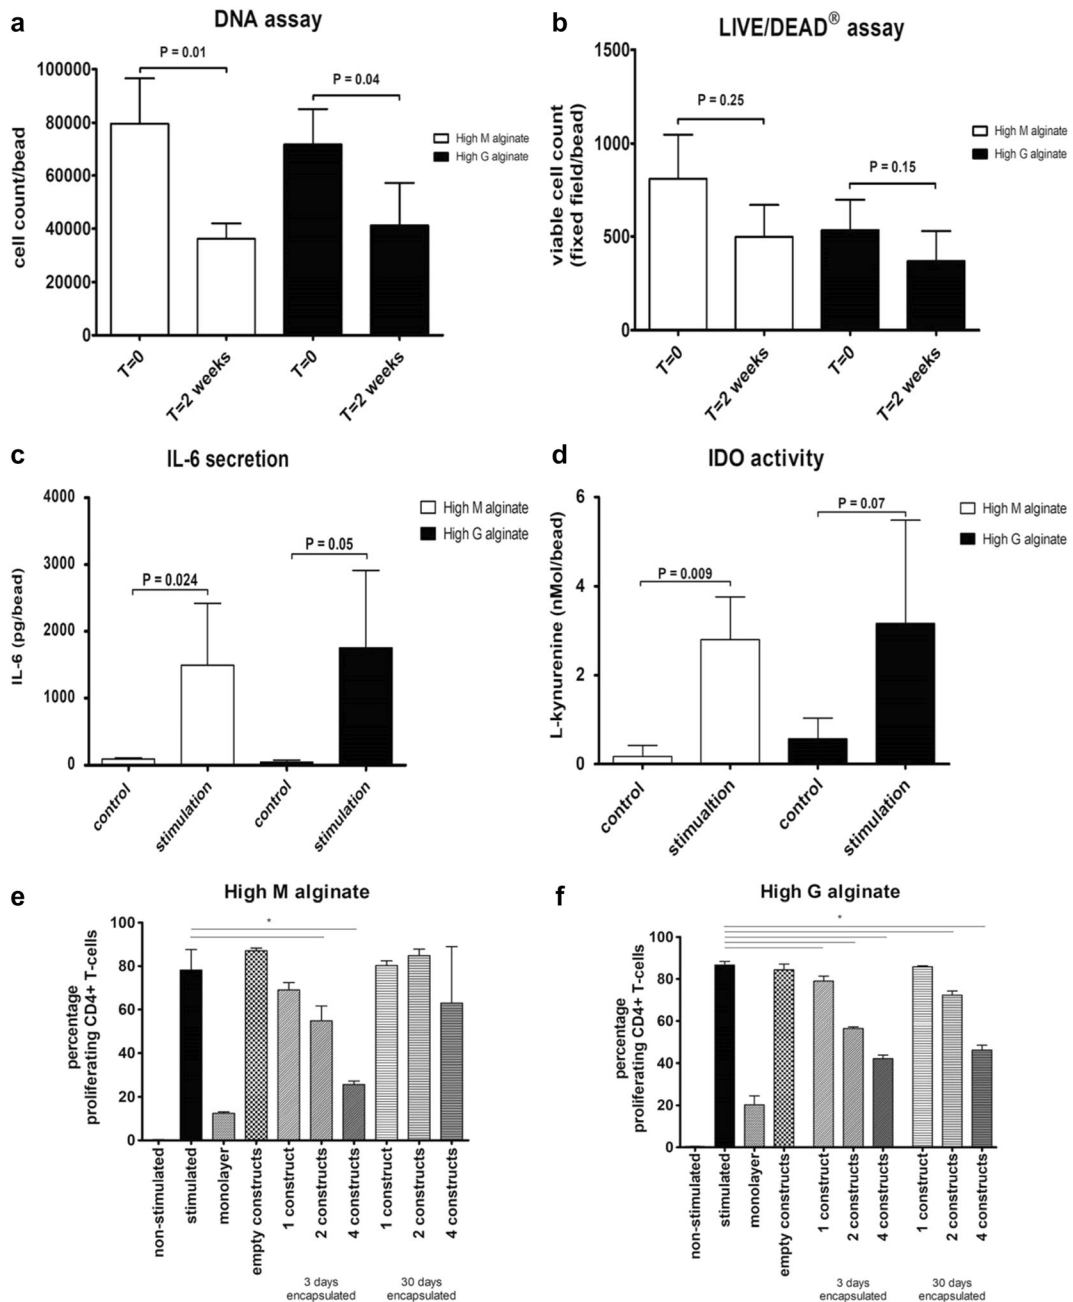 a
DNA assay
P = 0.01
P = 0.04
100000
80000
60000
40000
20000
0
cell count/bead
High M alginate
High G alginate
T=0
T=2 weeks
T=0
T=2 weeks
b
LIVE/DEAD® assay
P = 0.25
P = 0.15
1500
1000
500
0
viable cell count
(fixed field/bead)
High M alginate
High G alginate
T=0
T=2 weeks
T=0
T=2 weeks
c
IL-6 secretion
P = 0.024
P = 0.05
4000
3000
2000
1000
0
IL-6 (pg/bead)
High M alginate
High G alginate
control
stimulation
control
stimulation
d
IDO activity
P = 0.009
P = 0.07
6
4
2
0
L-kynurenine (nMol/bead)
High M alginate
High G alginate
control
stimualtion
control
stimulation
e
High M alginate
*
100
80
60
40
20
0
percentage
proliferating CD4+ T-cells
non-stimulated
stimulated
monolayer
empty constructs
1 construct
2 constructs
4 constructs
1 construct
2 constructs
4 constructs
3 days
encapsulated
30 days
encapsulated
f
High G alginate
*
100
80
60
40
20
0
percentage
proliferating CD4+ T-cells
non-stimulated
stimulated
monolayer
empty constructs
1 construct
2 constructs
4 constructs
1 construct
2 constructs
4 constructs
3 days
encapsulated
30 days
encapsulated